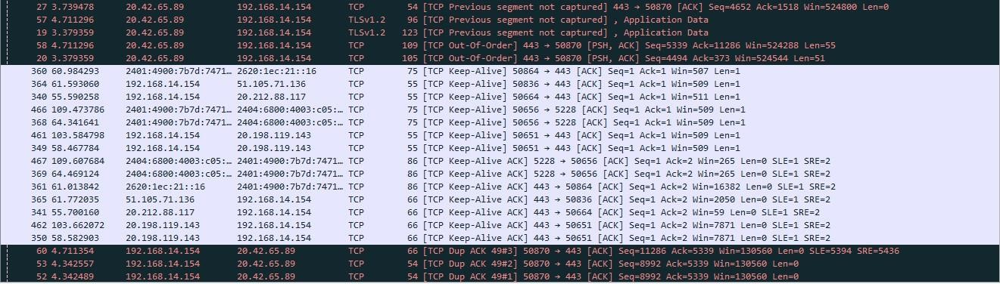 27 3.739478 20.42.65.89 192.168.14.154 TCP 54 [TCP Previous segment not captured] 443 → 50870 [ACK] Seq=4652 Ack=1518 Win=524800 Len=0
57 4.711296 20.42.65.89 192.168.14.154 TLSv1.2 96 [TCP Previous segment not captured] , Application Data
19 3.379359 20.42.65.89 192.168.14.154 TLSv1.2 123 [TCP Previous segment not captured] , Application Data
58 4.711296 20.42.65.89 192.168.14.154 TCP 109 [TCP Out-Of-Order] 443 → 50870 [PSH, ACK] Seq=5339 Ack=11286 Win=524288 Len=55
20 3.379359 20.42.65.89 192.168.14.154 TCP 105 [TCP Out-Of-Order] 443 → 50870 [PSH, ACK] Seq=4494 Ack=373 Win=524544 Len=51
360 60.984293 2401:4900:7b7d:7471… 2620:1ec:21::16 TCP 75 [TCP Keep-Alive] 50864 → 443 [ACK] Seq=1 Ack=1 Win=507 Len=1
364 61.593060 192.168.14.154 51.105.71.136 TCP 55 [TCP Keep-Alive] 50836 → 443 [ACK] Seq=1 Ack=1 Win=509 Len=1
340 55.590258 192.168.14.154 20.212.88.117 TCP 55 [TCP Keep-Alive] 50664 → 443 [ACK] Seq=1 Ack=1 Win=511 Len=1
466 109.473786 2401:4900:7b7d:7471… 2404:6800:4003:c05:… TCP 75 [TCP Keep-Alive] 50656 → 5228 [ACK] Seq=1 Ack=1 Win=509 Len=1
368 64.341641 2401:4900:7b7d:7471… 2404:6800:4003:c05:… TCP 75 [TCP Keep-Alive] 50656 → 5228 [ACK] Seq=1 Ack=1 Win=509 Len=1
461 103.584798 192.168.14.154 20.198.119.143 TCP 55 [TCP Keep-Alive] 50651 → 443 [ACK] Seq=1 Ack=1 Win=509 Len=1
349 58.467784 192.168.14.154 20.198.119.143 TCP 55 [TCP Keep-Alive] 50651 → 443 [ACK] Seq=1 Ack=1 Win=509 Len=1
467 109.607684 2404:6800:4003:c05:… 2401:4900:7b7d:7471… TCP 86 [TCP Keep-Alive ACK] 5228 → 50656 [ACK] Seq=1 Ack=2 Win=265 Len=0 SLE=1 SRE=2
369 64.469124 2404:6800:4003:c05:… 2401:4900:7b7d:7471… TCP 86 [TCP Keep-Alive ACK] 5228 → 50656 [ACK] Seq=1 Ack=2 Win=265 Len=0 SLE=1 SRE=2
361 61.013842 2620:1ec:21::16 2401:4900:7b7d:7471… TCP 86 [TCP Keep-Alive ACK] 443 → 50864 [ACK] Seq=1 Ack=2 Win=16382 Len=0 SLE=1 SRE=2
365 61.772035 51.105.71.136 192.168.14.154 TCP 66 [TCP Keep-Alive ACK] 443 → 50836 [ACK] Seq=1 Ack=2 Win=2050 Len=0 SLE=1 SRE=2
341 55.700160 20.212.88.117 192.168.14.154 TCP 66 [TCP Keep-Alive ACK] 443 → 50664 [ACK] Seq=1 Ack=2 Win=59 Len=0 SLE=1 SRE=2
462 103.662072 20.198.119.143 192.168.14.154 TCP 66 [TCP Keep-Alive ACK] 443 → 50651 [ACK] Seq=1 Ack=2 Win=7871 Len=0 SLE=1 SRE=2
350 58.582903 20.198.119.143 192.168.14.154 TCP 66 [TCP Keep-Alive ACK] 443 → 50651 [ACK] Seq=1 Ack=2 Win=7871 Len=0 SLE=1 SRE=2
60 4.711354 192.168.14.154 20.42.65.89 TCP 66 [TCP Dup ACK 49#3] 50870 → 443 [ACK] Seq=11286 Ack=5339 Win=130560 Len=0 SLE=5394 SRE=5436
53 4.342557 192.168.14.154 20.42.65.89 TCP 54 [TCP Dup ACK 49#2] 50870 → 443 [ACK] Seq=8992 Ack=5339 Win=130560 Len=0
52 4.342489 192.168.14.154 20.42.65.89 TCP 54 [TCP Dup ACK 49#1] 50870 → 443 [ACK] Seq=8992 Ack=5339 Win=130560 Len=0